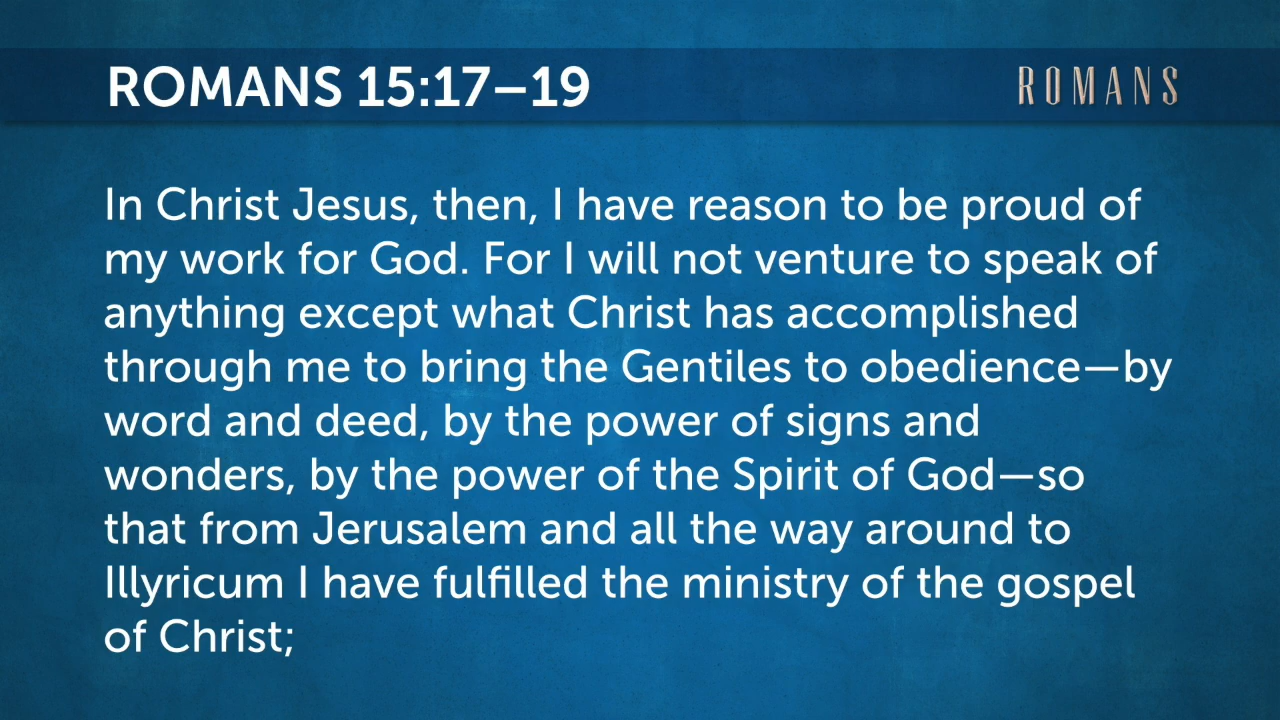 ROMANS 15:17–19
ROMANS
In Christ Jesus, then, I have reason to be proud of
my work for God. For I will not venture to speak of
anything except what Christ has accomplished
through me to bring the Gentiles to obedience—by
word and deed, by the power of signs and
wonders, by the power of the Spirit of God—so
that from Jerusalem and all the way around to
Illyricum I have fulfilled the ministry of the gospel
of Christ;